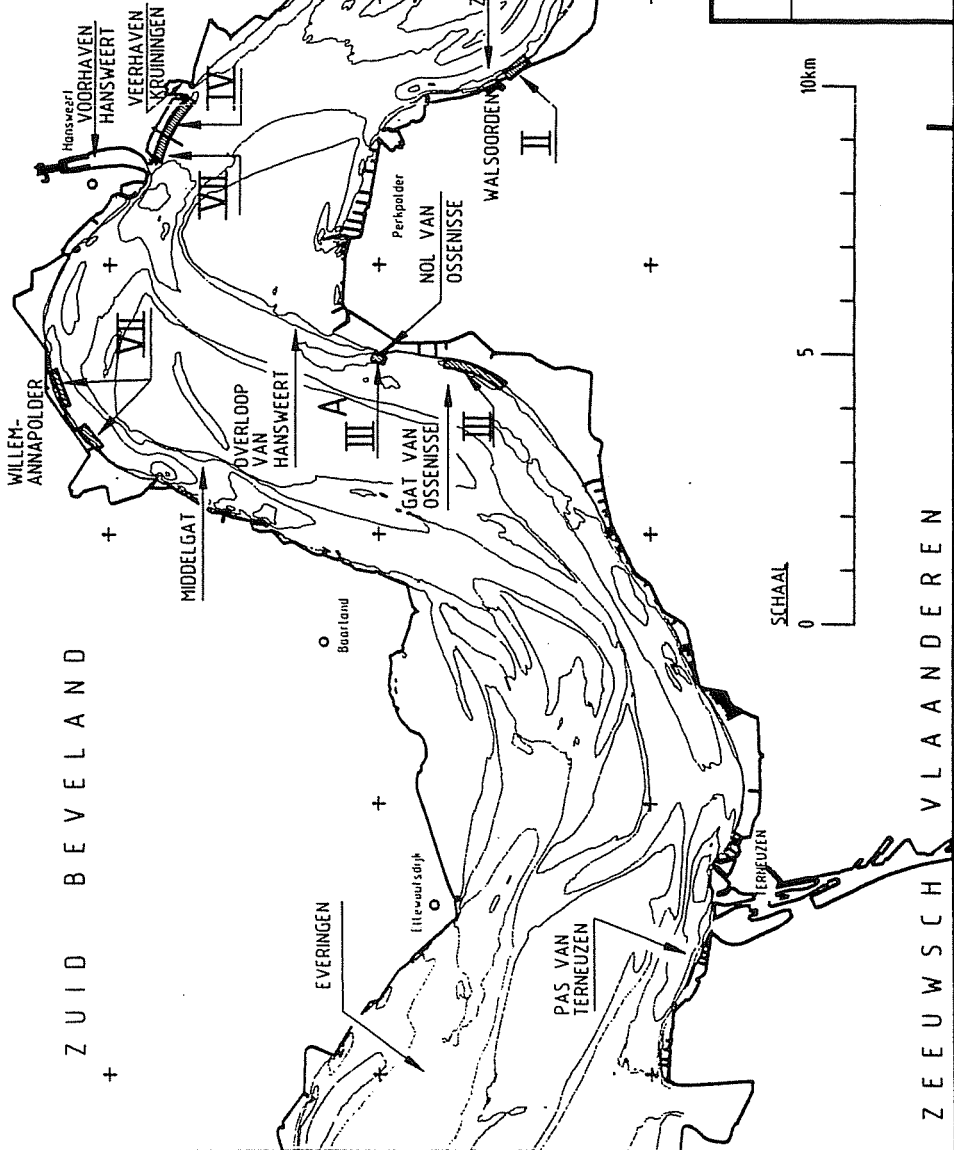 ZUID BEVELAND
WILLEM-
ANNAPOLDER
VII
Hansweert
VOORHAVEN
HANSWEERT
VEERHAVEN
KRUININGEN
IV
VIII
MIDDELGAT
OVERLOOP
VAN
HANSWEERT
III A
GAT VAN
OSSENISSE
III
NOL VAN
OSSENISSE
Perkpolder
WALSOORDEN
II
Baarland
Ellewoutsdijk
EVERINGEN
PAS VAN
TERNEUZEN
TERNEUZEN
SCHAAL
0
5
10km
ZEEUWSCH VLAANDEREN